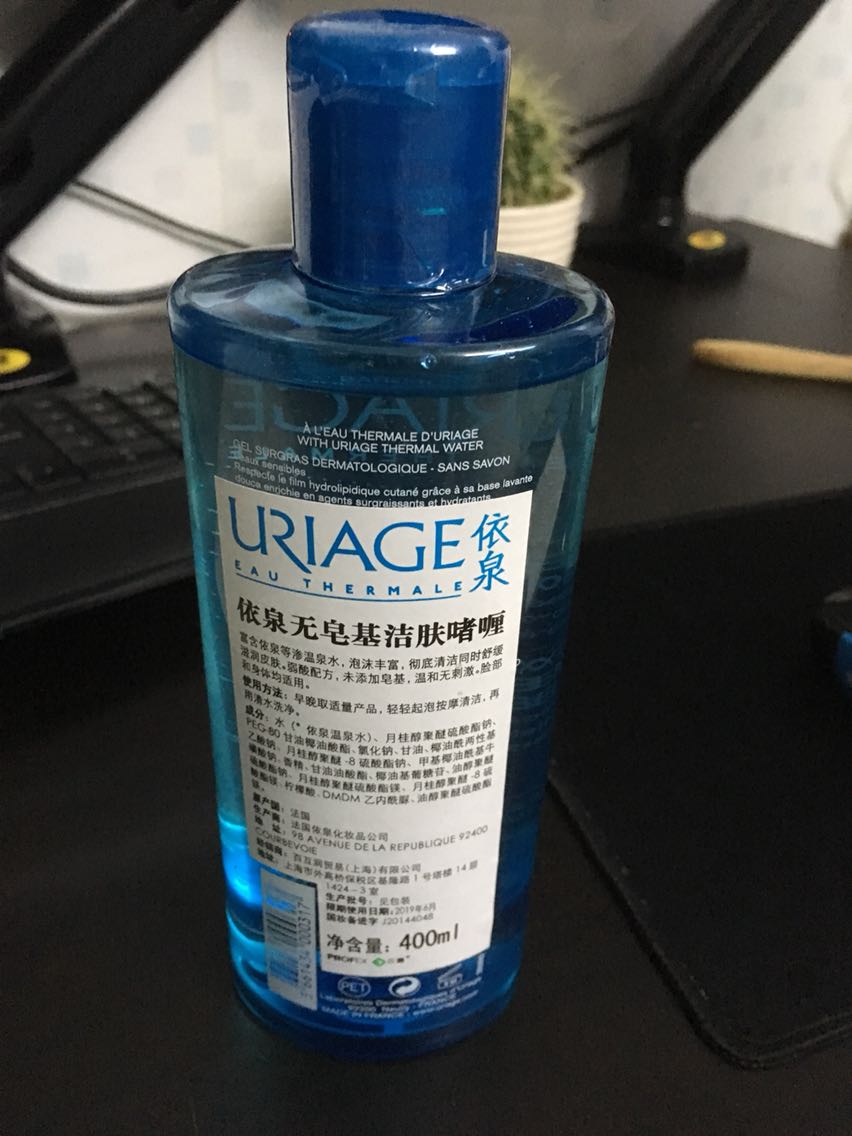 À L'EAU THERMALE D'URIAGE
WITH URIAGE THERMAL WATER
GEL SURGRAS DERMATOLOGIQUE - SANS SAVON
Peaux sensibles
Respecte le film hydrolipidique cutané grâce à sa base lavante
douce enrichie en agents surgraissants et hydratants.
URIAGE 依泉
EAU THERMALE
依泉无皂基洁肤啫喱
富含依泉等渗温泉水，泡沫丰富，彻底清洁同时舒缓
滋润皮肤。弱酸配方，未添加皂基，温和无刺激。脸部
和身体均适用。
使用方法：早晚取适量产品，轻轻起泡按摩清洁，再
用清水洗净。
成分：水（*依泉温泉水）、月桂醇聚醚硫酸酯钠、
PEG-80甘油椰油酸酯、氯化钠、甘油、椰油酰两性基
乙酸钠、月桂醇聚醚-8硫酸酯钠、甲基椰油酰基牛
磺酸钠、香精、甘油油酸酯、椰油基葡糖苷、油醇聚醚
硫酸酯钠、月桂醇聚醚硫酸酯镁、月桂醇聚醚-8硫
酸酯镁、柠檬酸、DMDM乙内酰脲、油醇聚醚硫酸酯
镁。
原产国：法国
生产商：法国依泉化妆品公司
地 址：98 AVENUE DE LA REPUBLIQUE 92400
COURBEVOIE
经销商：百互润贸易(上海)有限公司
地址：上海市外高桥保税区基隆路1号塔楼14层
1424-3室
生产批号：见包装
限期使用日期：2019年6月
国妆备进字 J20144048
净含量：400ml
3661434000317
PET
Laboratoires Dermatologiques d'Uriage
92200 Neuilly - FRANCE
MADE IN FRANCE - www.uriage.com